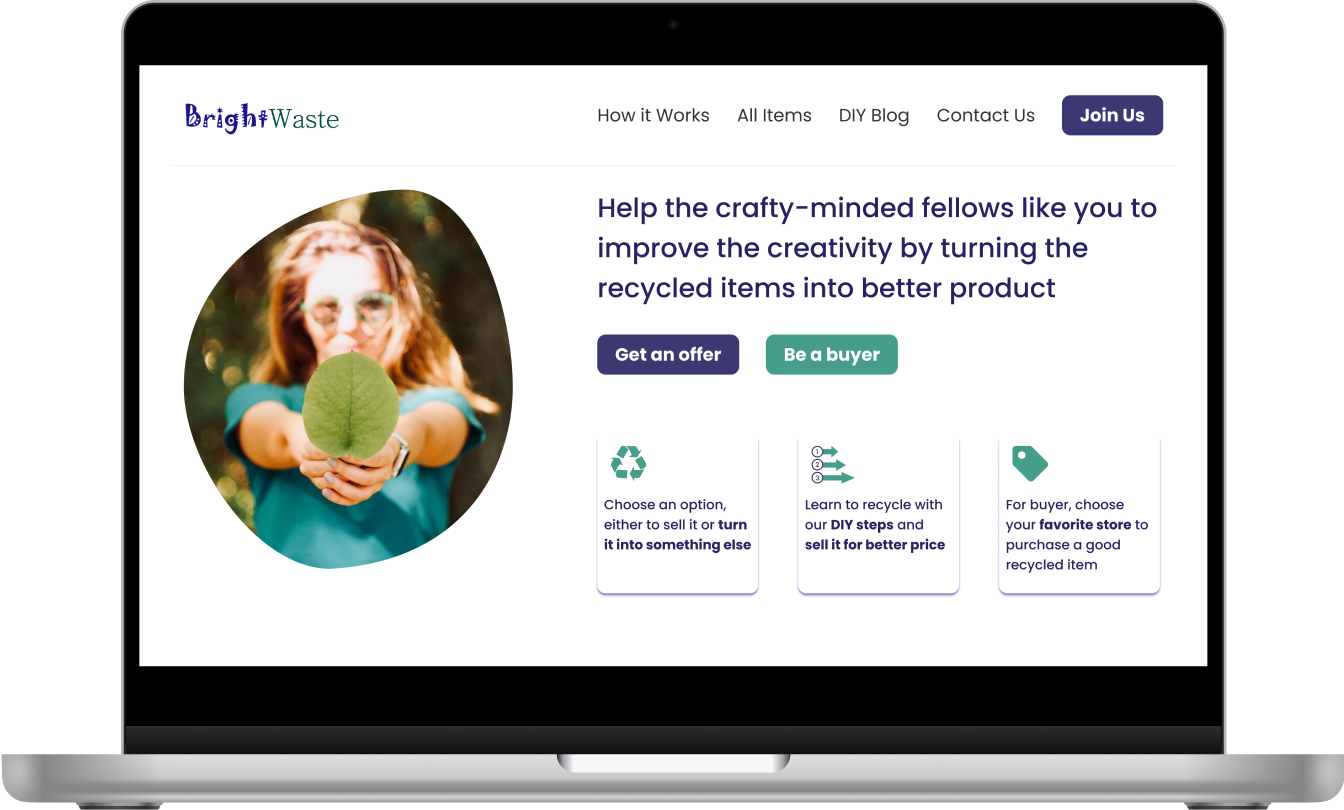 BrightWaste
How it Works
All Items
DIY Blog
Contact Us
Join Us
Help the crafty-minded fellows like you to
improve the creativity by turning the
recycled items into better product
Get an offer
Be a buyer
Choose an option,
either to sell it or turn
it into something else
1
2
3
Learn to recycle with
our DIY steps and
sell it for better price
For buyer, choose
your favorite store to
purchase a good
recycled item